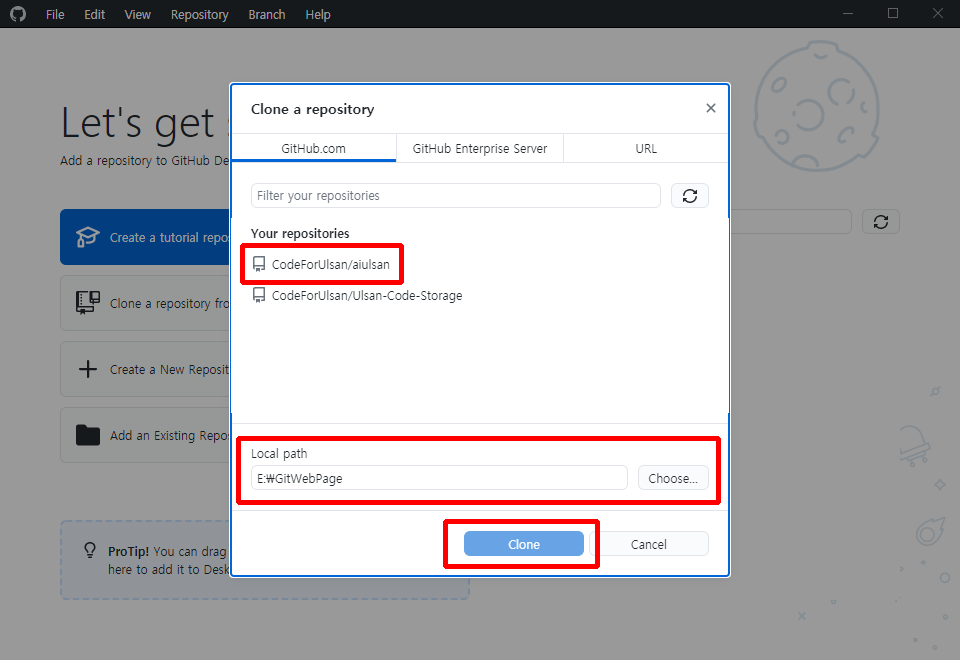 File Edit View Repository Branch Help
Let's get
Add a repository to GitHub De
Create a tutorial repos
Clone a repository fro
Create a New Reposit
Add an Existing Repos
ProTip! You can drag
here to add it to Desk
Clone a repository
GitHub.com GitHub Enterprise Server URL
Filter your repositories
Your repositories
CodeForUlsan/aiulsan
CodeForUlsan/Ulsan-Code-Storage
Local path
E:₩GitWebPage Choose...
Clone Cancel